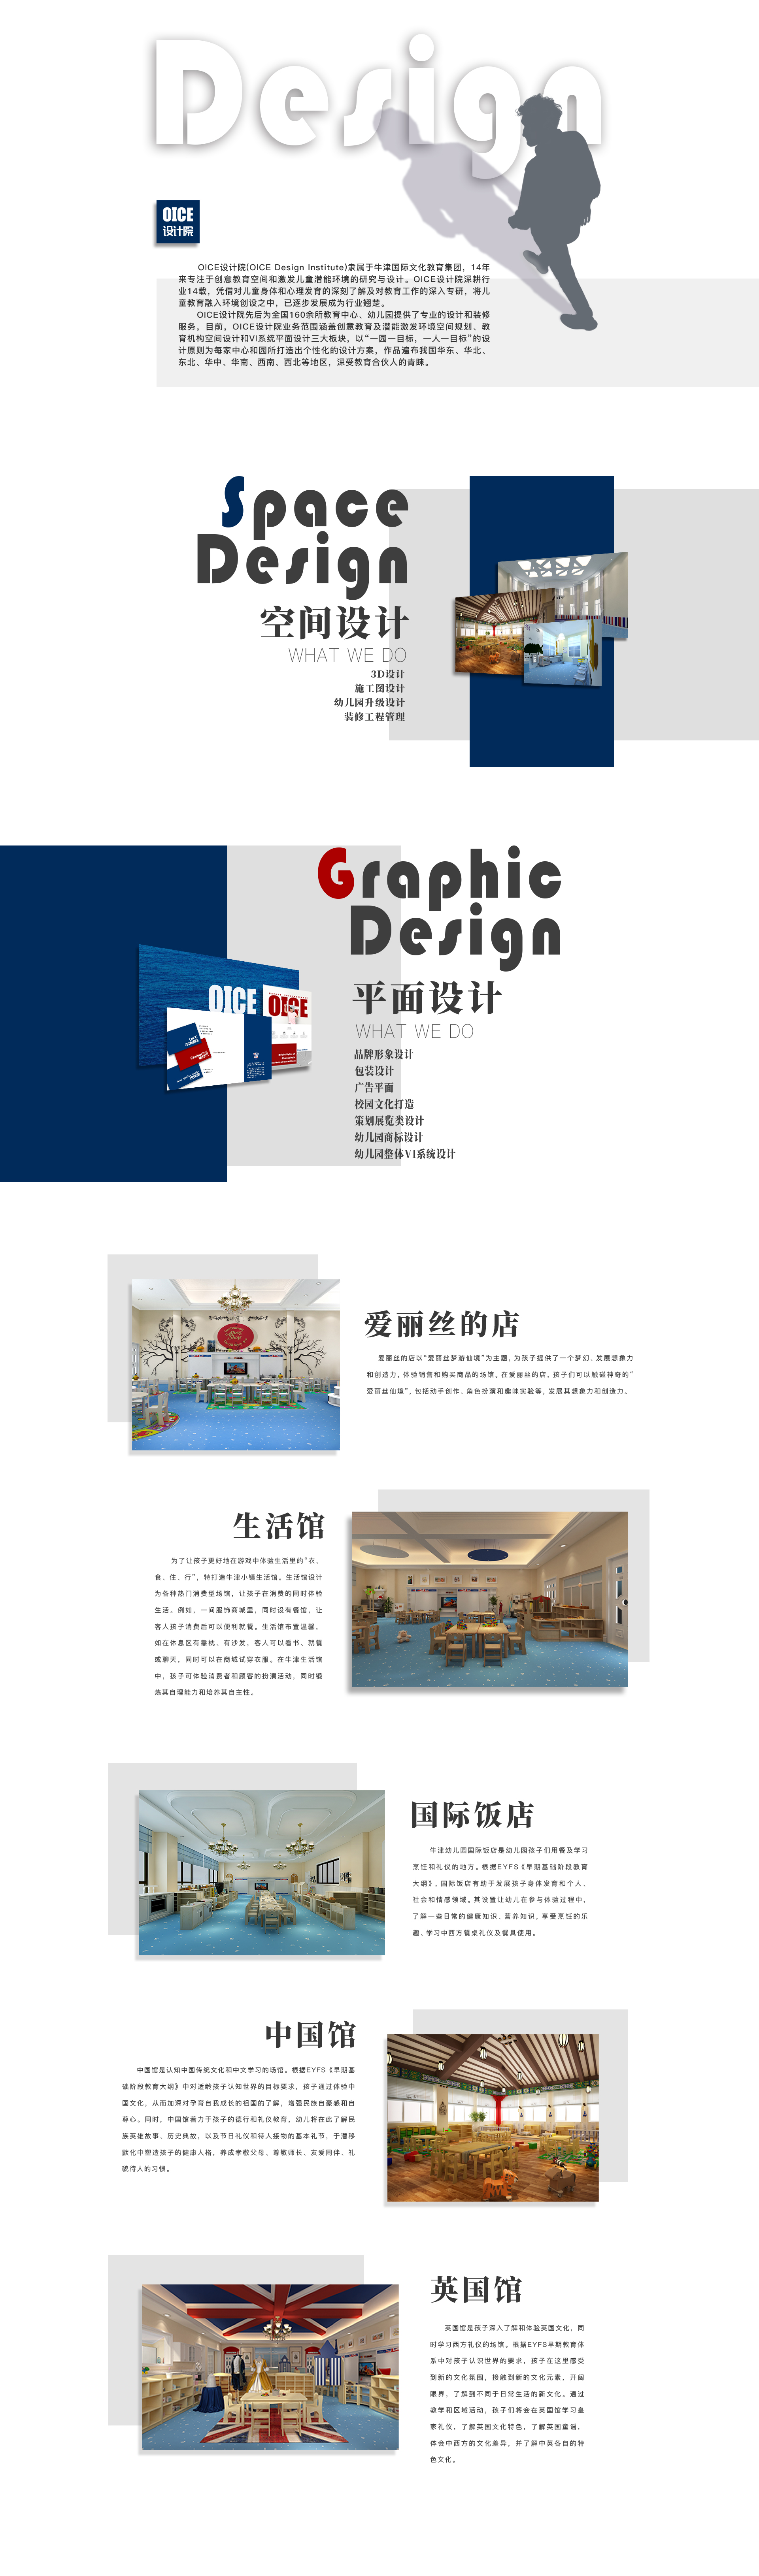 Design
OICE
设计院
OICE设计院(OICE Design Institute)隶属于牛津国际文化教育集团，14年
来专注于创意教育空间和激发儿童潜能环境的研究与设计。OICE设计院深耕行
业14载，凭借对儿童身体和心理发育的深刻了解及对教育工作的深入专研，将儿
童教育融入环境创设之中，已逐步发展成为行业翘楚。
OICE设计院先后为全国160余所教育中心、幼儿园提供了专业的设计和装修
服务，目前，OICE设计院业务范围涵盖创意教育及潜能激发环境空间规划、教
育机构空间设计和VI系统平面设计三大板块，以“一园一目标，一人一目标”的设
计原则为每家中心和园所打造出个性化的设计方案，作品遍布我国华东、华北、
东北、华中、华南、西南、西北等地区，深受教育合伙人的青睐。
Space
Design
空间设计
WHAT WE DO
3D设计
施工图设计
幼儿园升级设计
装修工程管理
Graphic
Design
OICE
OICE
平面设计
WHAT WE DO
品牌形象设计
包装设计
广告平面
校园文化打造
策划展览类设计
幼儿园商标设计
幼儿园整体VI系统设计
爱丽丝的店
爱丽丝的店以“爱丽丝梦游仙境”为主题，为孩子提供了一个梦幻、发展想象力
和创造力，体验销售和购买商品的场馆。在爱丽丝的店，孩子们可以触碰神奇的“
爱丽丝仙境”，包括动手创作、角色扮演和趣味实验等，发展其想象力和创造力。
生活馆
为了让孩子更好地在游戏中体验生活里的“衣、
食、住、行”，特打造牛津小镇生活馆。生活馆设计
为各种热门消费型场馆，让孩子在消费的同时体验
生活。例如，一间服饰商城里，同时设有餐馆，让
客人孩子消费后可以便利就餐。生活馆布置温馨，
如在休息区有靠枕、有沙发，客人可以看书、就餐
或聊天，同时可以在商城试穿衣服。在牛津生活馆
中，孩子可体验消费者和顾客的扮演活动，同时锻
炼其自理能力和培养其自主性。
国际饭店
牛津幼儿园国际饭店是幼儿园孩子们用餐及学习
烹饪和礼仪的地方。根据EYFS《早期基础阶段教育
大纲》，国际饭店有助于发展孩子身体发育和个人、
社会和情感领域。其设置让幼儿在参与体验过程中，
了解一些日常的健康知识、营养知识，享受烹饪的乐
趣、学习中西方餐桌礼仪及餐具使用。
中国馆
中国馆是认知中国传统文化和中文学习的场馆。根据EYFS《早期基
础阶段教育大纲》中对适龄孩子认知世界的目标要求，孩子通过体验中
国文化，从而加深对孕育自我成长的祖国的了解，增强民族自豪感和自
尊心。同时，中国馆着力于孩子的德行和礼仪教育，幼儿将在此了解民
族英雄故事、历史典故，以及节日礼仪和待人接物的基本礼节，于潜移
默化中塑造孩子的健康人格，养成孝敬父母、尊敬师长、友爱同伴、礼
貌待人的习惯。
英国馆
英国馆是孩子深入了解和体验英国文化，同
时学习西方礼仪的场馆。根据EYFS早期教育体
系中对孩子认识世界的要求，孩子在这里感受
到新的文化氛围，接触到新的文化元素，开阔
眼界，了解到不同于日常生活的新文化。通过
教学和区域活动，孩子们将会在英国馆学习皇
家礼仪，了解英国文化特色，了解英国童谣，
体会中西方的文化差异，并了解中英各自的特
色文化。